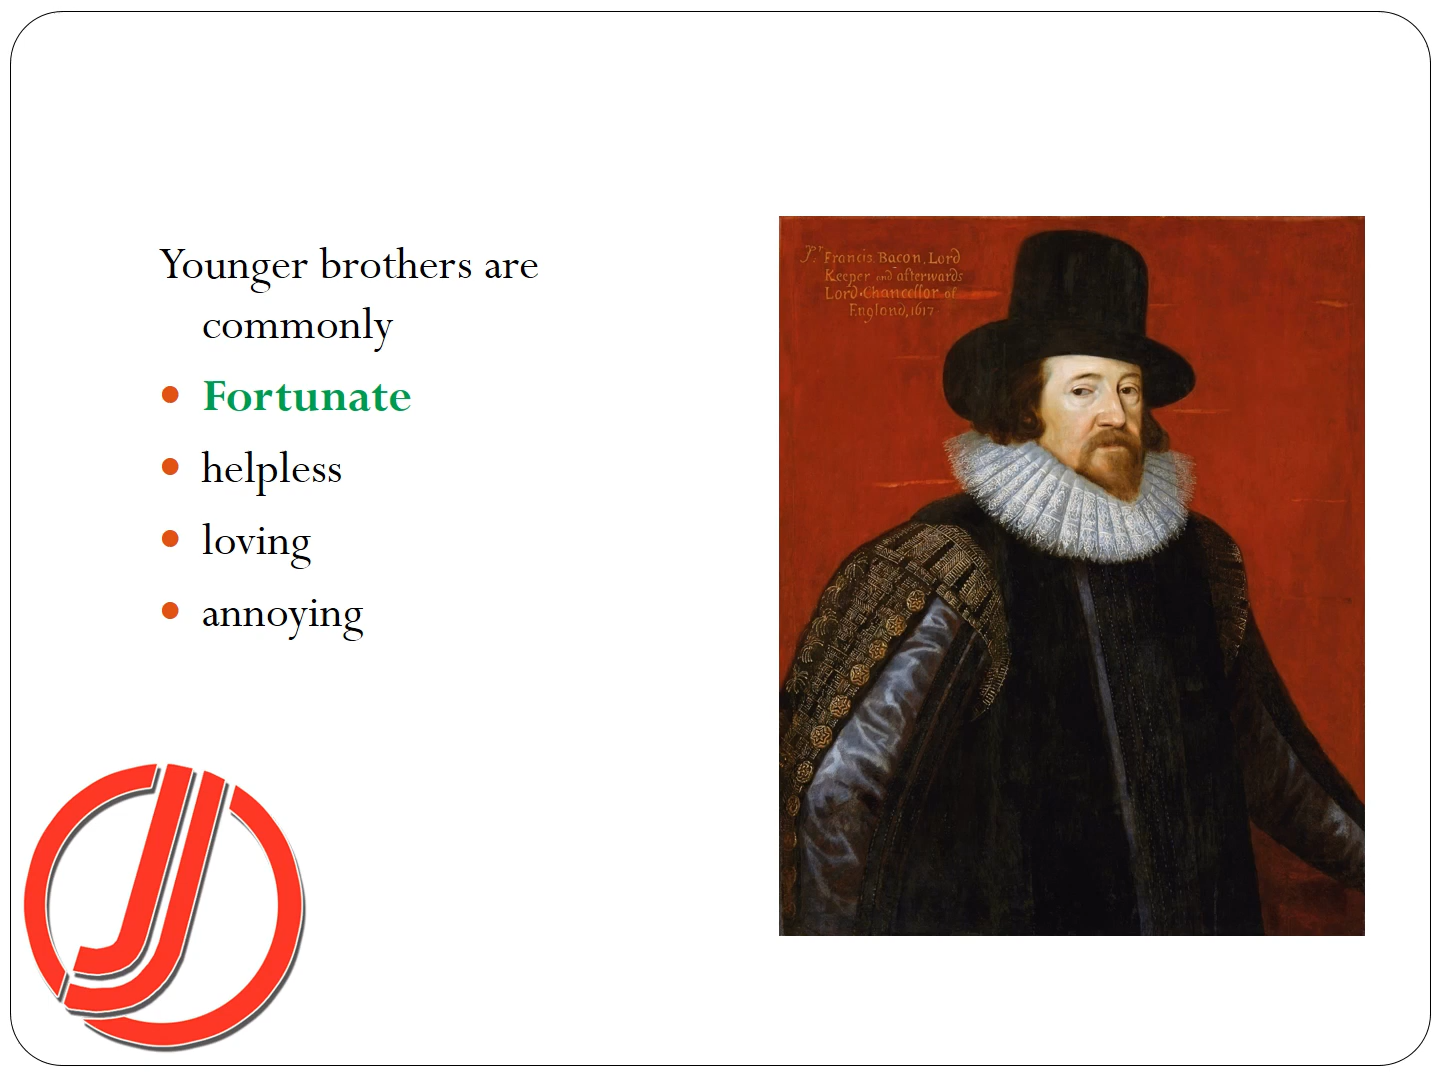 Younger brothers are
commonly
Fortunate
helpless
loving
annoying
Sr Francis Bacon, Lord
Keeper and afterwards
Lord Chancellor of
England, 1617